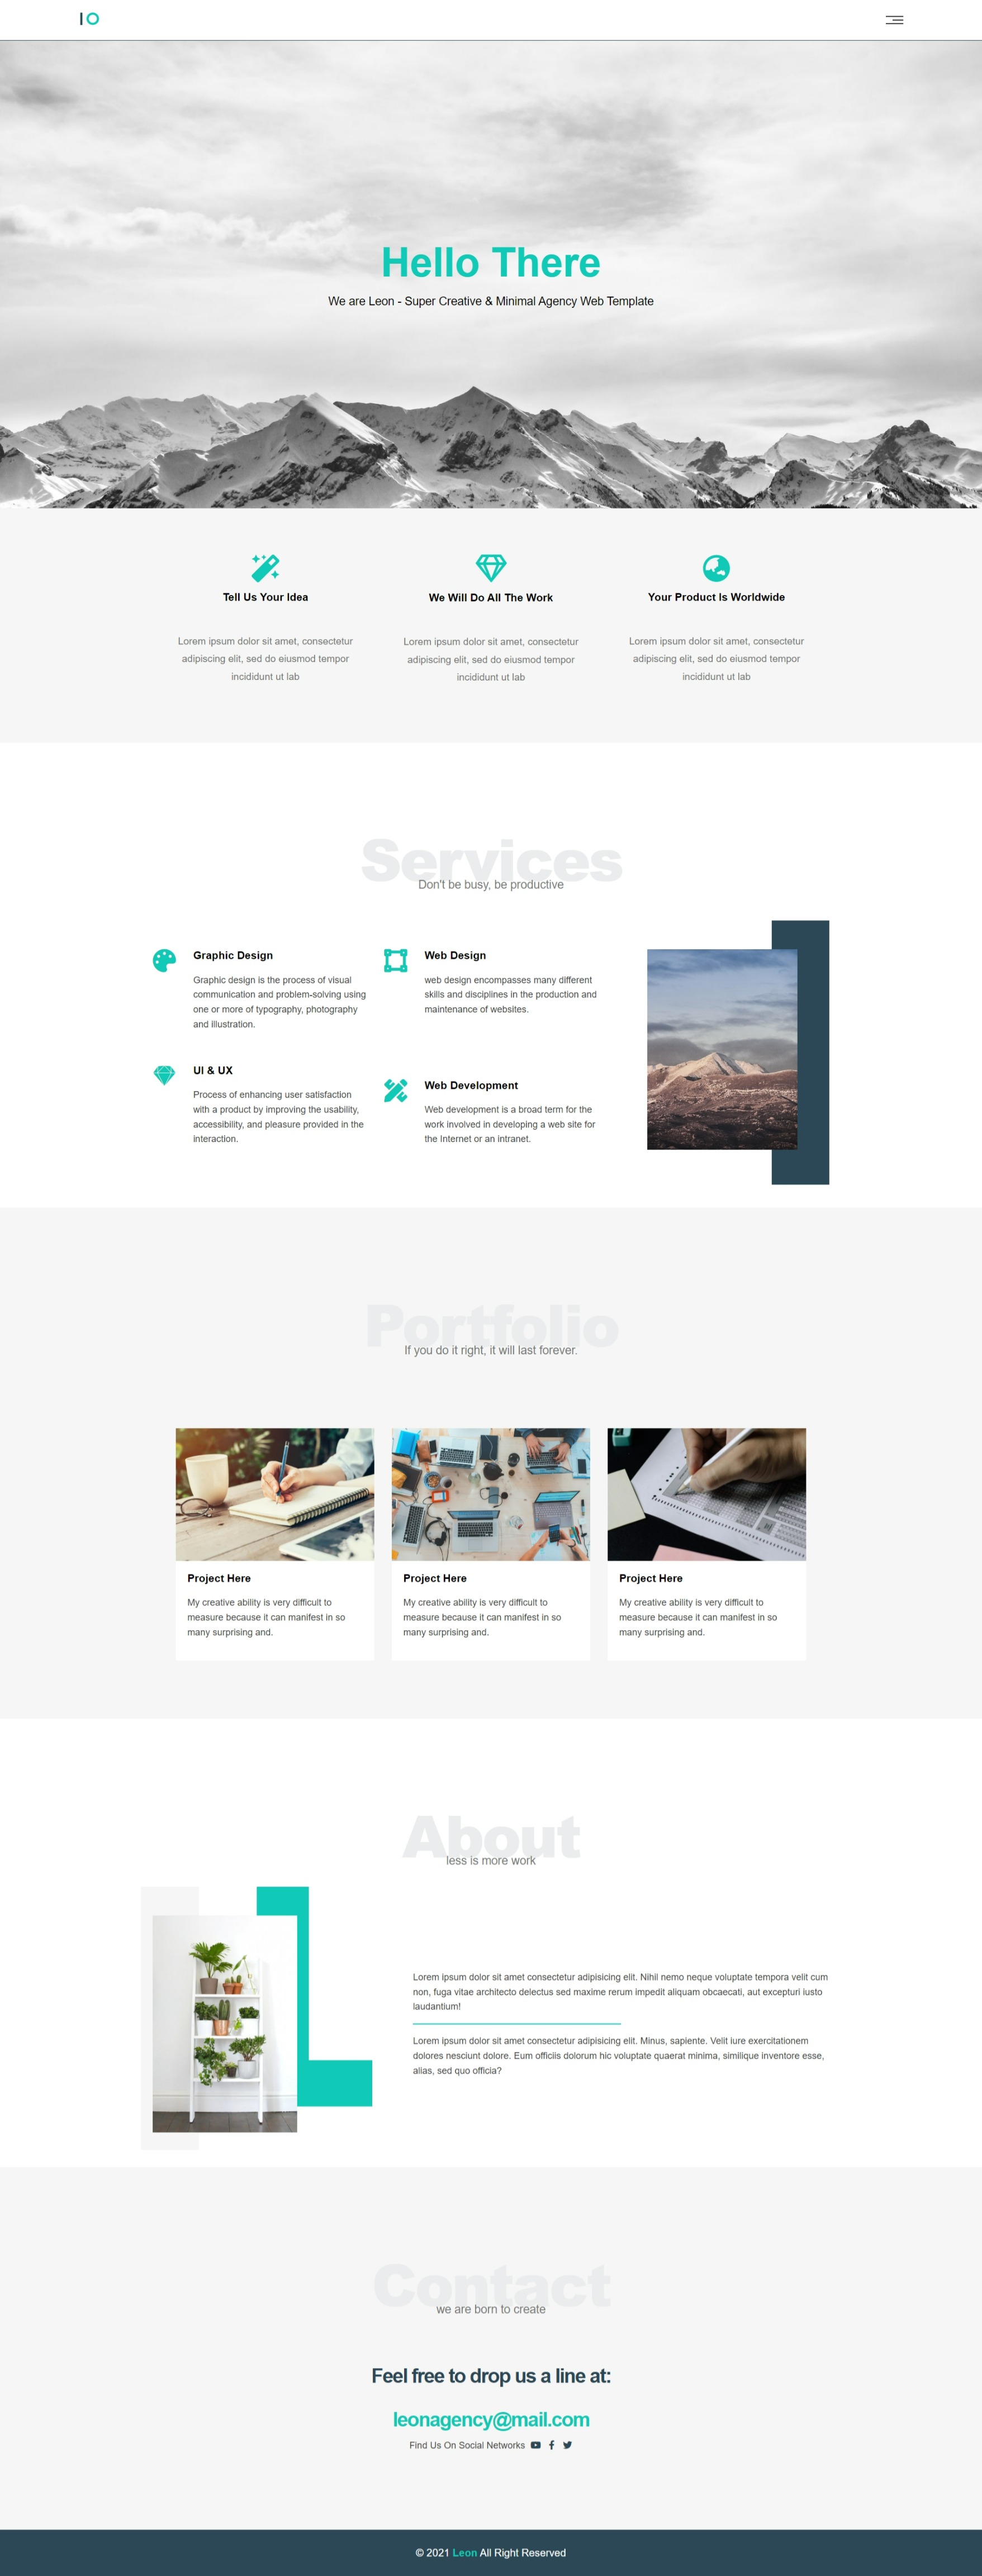 IO
Hello There
We are Leon - Super Creative & Minimal Agency Web Template
Tell Us Your Idea
Lorem ipsum dolor sit amet, consectetur
adipiscing elit, sed do eiusmod tempor
incididunt ut lab
We Will Do All The Work
Lorem ipsum dolor sit amet, consectetur
adipiscing elit, sed do eiusmod tempor
incididunt ut lab
Your Product Is Worldwide
Lorem ipsum dolor sit amet, consectetur
adipiscing elit, sed do eiusmod tempor
incididunt ut lab
Services
Don't be busy, be productive
Graphic Design
Graphic design is the process of visual
communication and problem-solving using
one or more of typography, photography
and illustration.
Web Design
web design encompasses many different
skills and disciplines in the production and
maintenance of websites.
UI & UX
Process of enhancing user satisfaction
with a product by improving the usability,
accessibility, and pleasure provided in the
interaction.
Web Development
Web development is a broad term for the
work involved in developing a web site for
the Internet or an intranet.
Portfolio
If you do it right, it will last forever.
Project Here
My creative ability is very difficult to
measure because it can manifest in so
many surprising and.
Project Here
My creative ability is very difficult to
measure because it can manifest in so
many surprising and.
Project Here
My creative ability is very difficult to
measure because it can manifest in so
many surprising and.
About
less is more work
Lorem ipsum dolor sit amet consectetur adipisicing elit. Nihil nemo neque voluptate tempora velit cum
non, fuga vitae architecto delectus sed maxime rerum impedit aliquam obcaecati, aut excepturi iusto
laudantium!
Lorem ipsum dolor sit amet consectetur adipisicing elit. Minus, sapiente. Velit iure exercitationem
dolores nesciunt dolore. Eum officiis dolorum hic voluptate quaerat minima, similique inventore esse,
alias, sed quo officia?
Contact
we are born to create
Feel free to drop us a line at:
leonagency@mail.com
Find Us On Social Networks
© 2021 Leon All Right Reserved